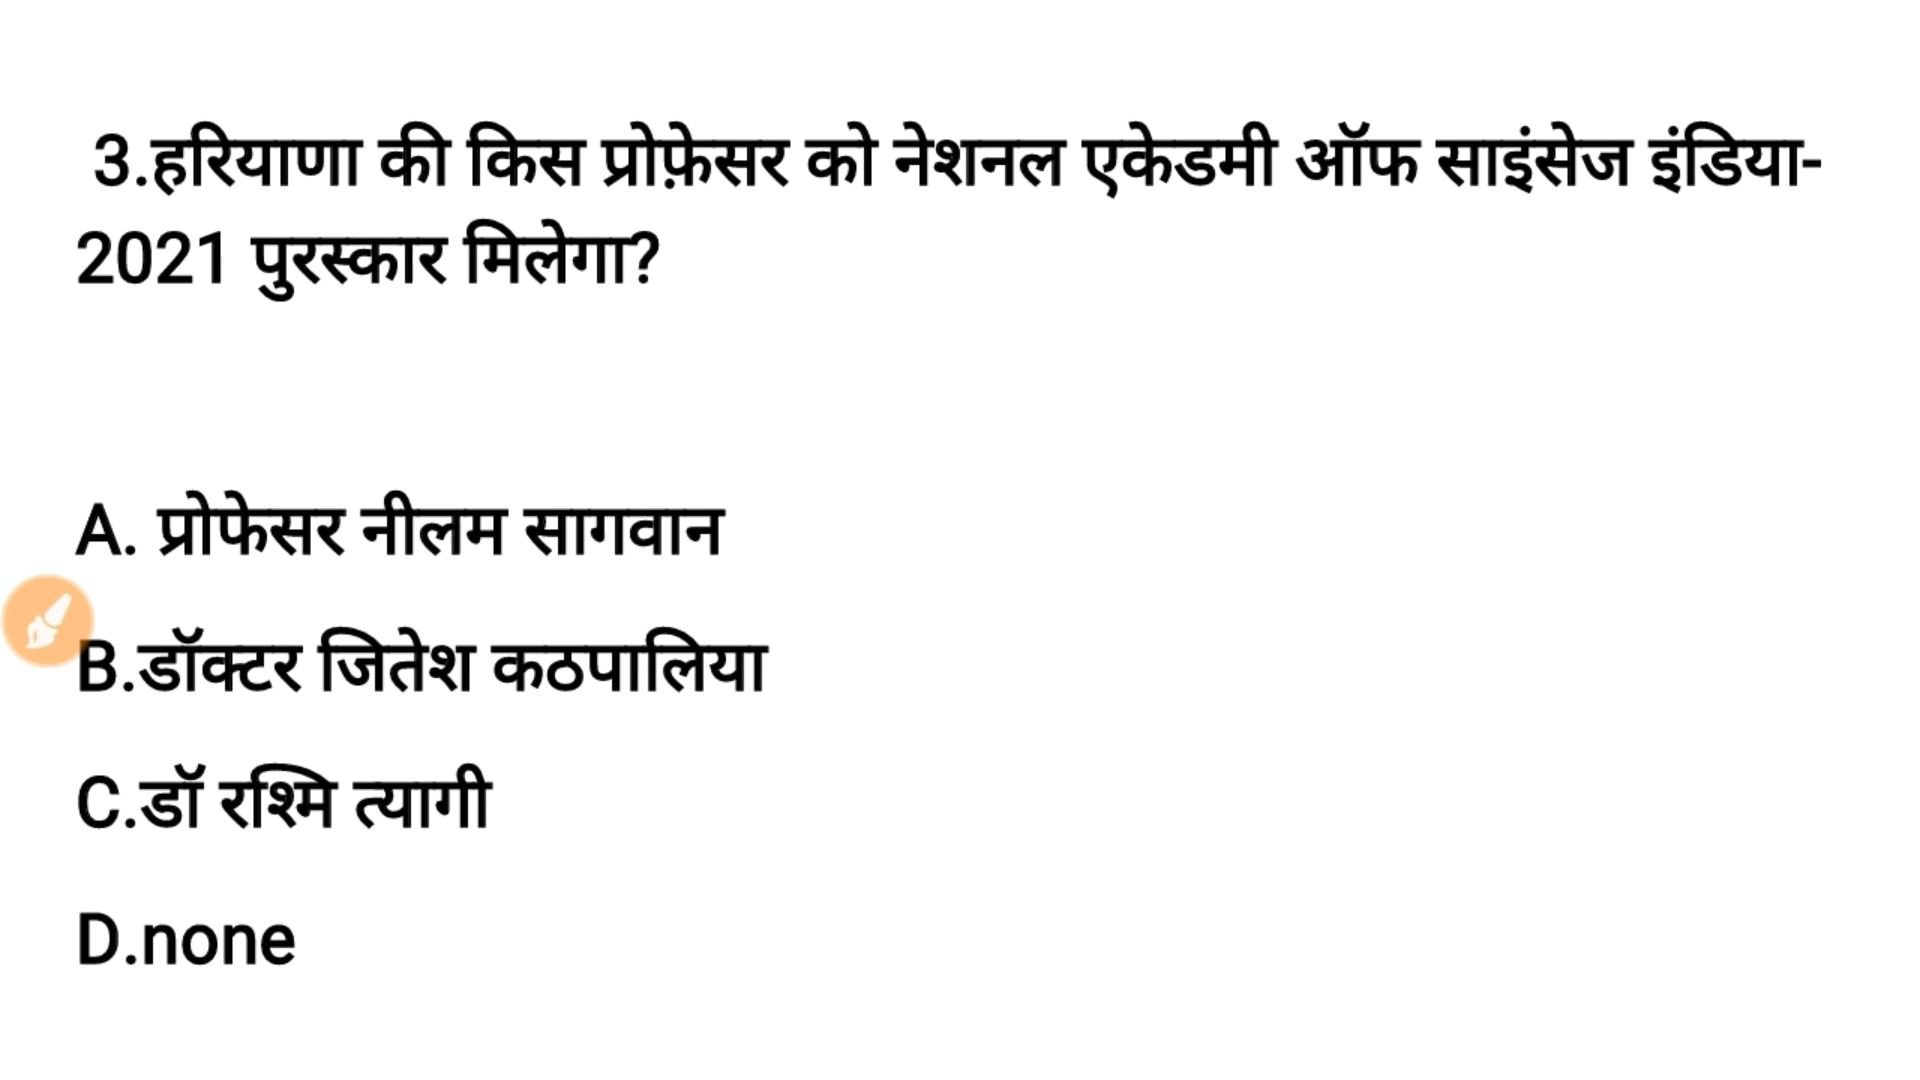 3.हरियाणा की किस प्रोफ़ेसर को नेशनल एकेडमी ऑफ साइंसेज इंडिया-
2021 पुरस्कार मिलेगा?
A. प्रोफेसर नीलम सागवान
B.डॉक्टर जितेश कठपालिया
C.डॉ रश्मि त्यागी
D.none